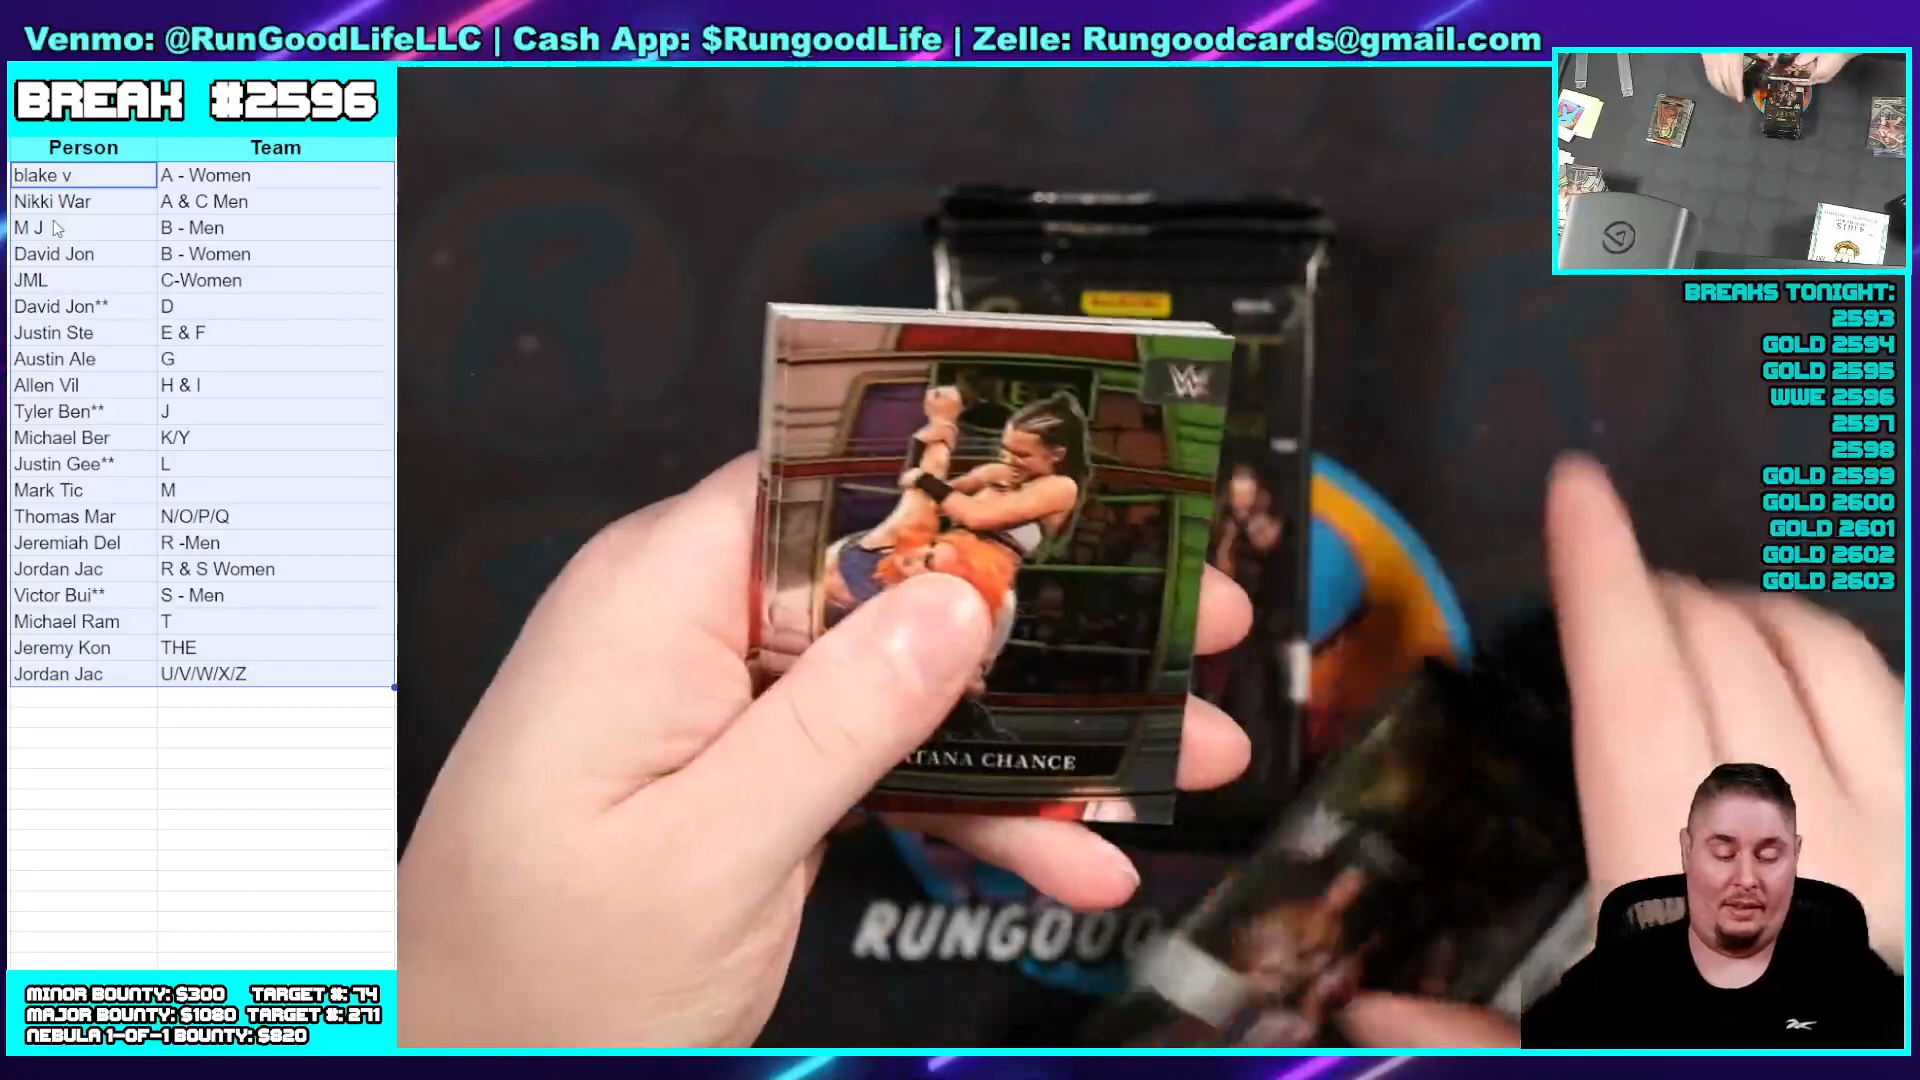 Venmo: @RunGoodLifeLLC | Cash App: $RungoodLife | Zelle: Rungoodcards@gmail.com
BREAK #2596
Person Team
blake v A - Women
Nikki War A & C Men
M J B - Men
David Jon B - Women
JML C-Women
David Jon** D
Justin Ste E & F
Austin Ale G
Allen Vil H & I
Tyler Ben** J
Michael Ber K/Y
Justin Gee** L
Mark Tic M
Thomas Mar N/O/P/Q
Jeremiah Del R -Men
Jordan Jac R & S Women
Victor Bui** S - Men
Michael Ram T
Jeremy Kon THE
Jordan Jac U/V/W/X/Z
MINOR BOUNTY: $300 TARGET #: 74
MAJOR BOUNTY: $1080 TARGET #: 271
NEBULA 1-OF-1 BOUNTY: $820
W
CHANCE
RUNGOOD
BREAKS TONIGHT:
2593
GOLD 2594
GOLD 2595
WWE 2596
2597
2598
GOLD 2599
GOLD 2600
GOLD 2601
GOLD 2602
GOLD 2603